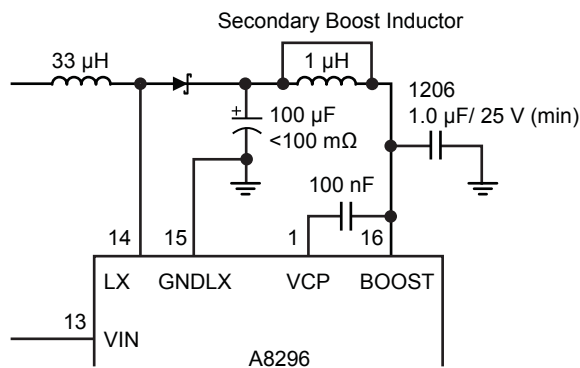 Secondary Boost Inductor
33 µH
1 µH
1206
1.0 µF/ 25 V (min)
+
100 µF
<100 mΩ
100 nF
14
15
1
16
LX
GNDLX
VCP
BOOST
13
VIN
A8296